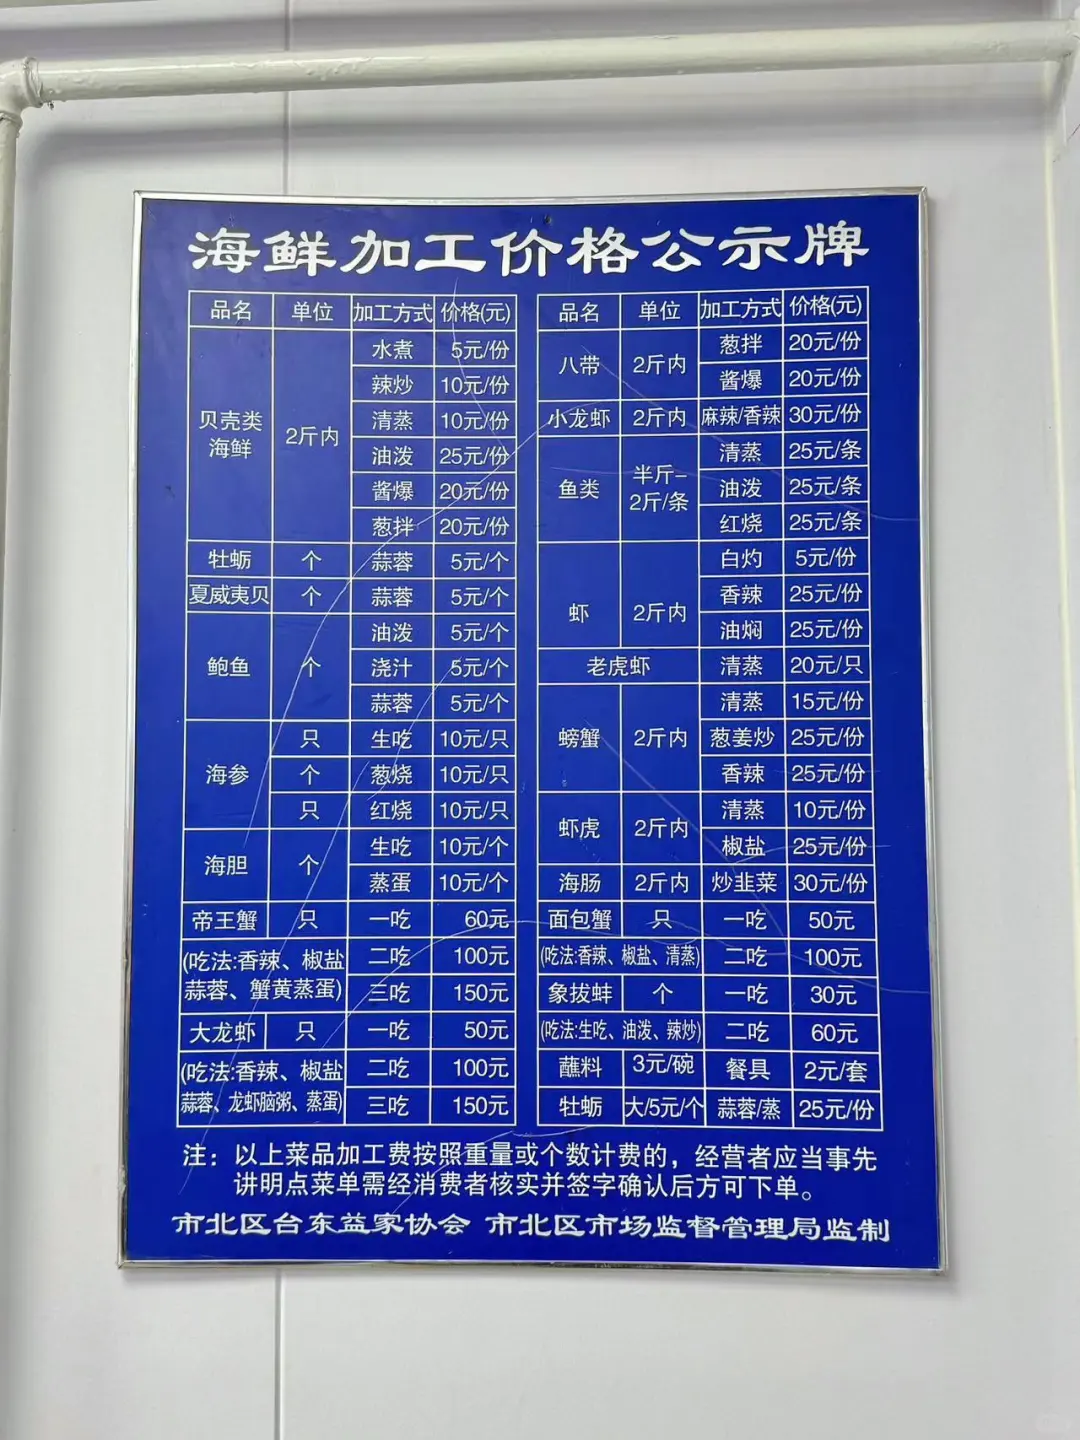 海鲜加工价格公示牌
品名 单位 加工方式 价格(元)
贝壳类海鲜 2斤内 水煮 5元/份
辣炒 10元/份
清蒸 10元/份
油泼 25元/份
酱爆 20元/份
葱拌 20元/份
牡蛎 个 蒜蓉 5元/个
夏威夷贝 个 蒜蓉 5元/个
鲍鱼 个 油泼 5元/个
浇汁 5元/个
蒜蓉 5元/个
海参 只 生吃 10元/只
个 葱烧 10元/只
只 红烧 10元/只
海胆 个 生吃 10元/个
蒸蛋 10元/个
帝王蟹 只 一吃 60元
(吃法:香辣、椒盐 二吃 100元
蒜蓉、蟹黄蒸蛋) 三吃 150元
大龙虾 只 一吃 50元
(吃法:香辣、椒盐 二吃 100元
蒜蓉、龙虾脑粥、蒸蛋) 三吃 150元
品名 单位 加工方式 价格(元)
八带 2斤内 葱拌 20元/份
酱爆 20元/份
小龙虾 2斤内 麻辣/香辣 30元/份
鱼类 半斤-2斤/条 清蒸 25元/条
油泼 25元/条
红烧 25元/条
虾 2斤内 白灼 5元/份
香辣 25元/份
油焖 25元/份
老虎虾 清蒸 20元/只
螃蟹 2斤内 清蒸 15元/份
葱姜炒 25元/份
香辣 25元/份
虾虎 2斤内 清蒸 10元/份
椒盐 25元/份
海肠 2斤内 炒韭菜 30元/份
面包蟹 只 一吃 50元
(吃法:香辣、椒盐、清蒸) 二吃 100元
象拔蚌 个 一吃 30元
(吃法:生吃、油泼、辣炒) 二吃 60元
蘸料 3元/碗 餐具 2元/套
牡蛎 大/5元/个 蒜蓉/蒸 25元/份
注：以上菜品加工费按照重量或个数计费的，经营者应当事先
讲明点菜单需经消费者核实并签字确认后方可下单。
市北区台东益家协会 市北区市场监督管理局监制